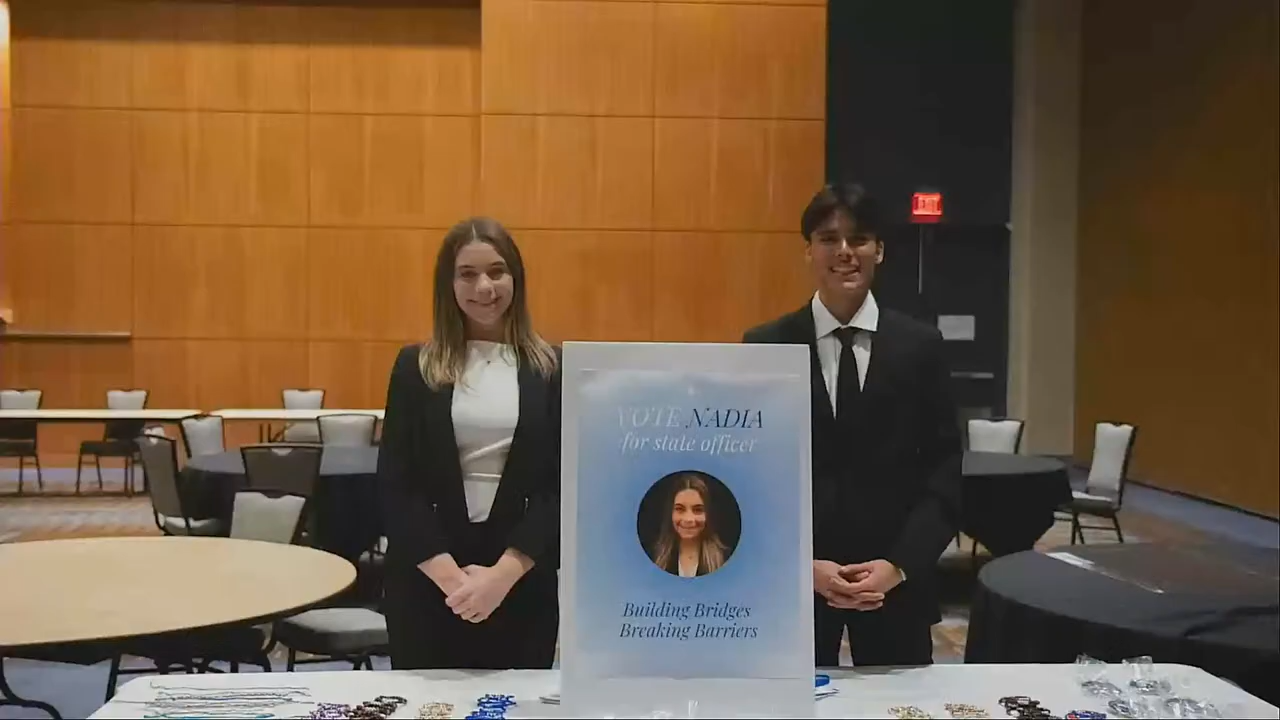 VOTE NADIA
for state officer
Building Bridges
Breaking Barriers
EXIT